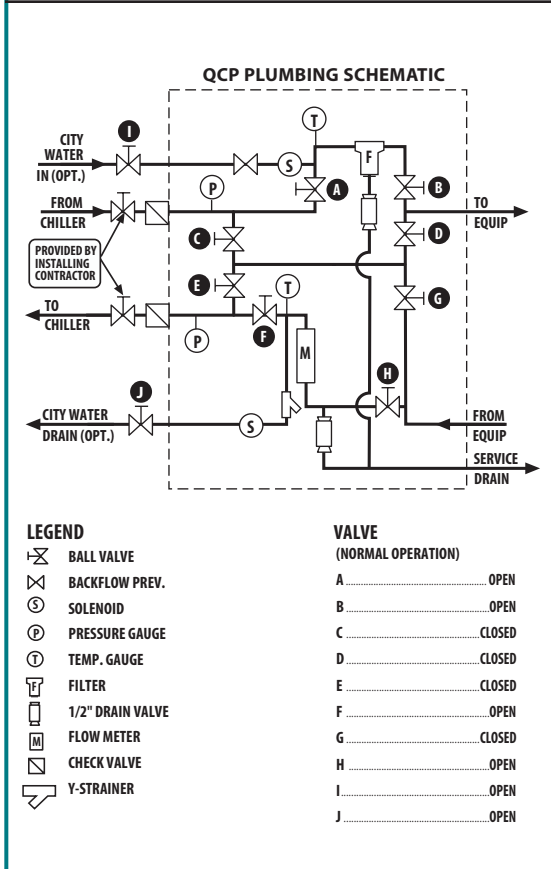 QCP PLUMBING SCHEMATIC
I
T
CITY
WATER
IN (OPT.)
S
F
A
B
FROM
CHILLER
P
TO
EQUIP
C
D
PROVIDED BY
INSTALLING
CONTRACTOR
E
T
G
TO
CHILLER
P
F
M
J
H
CITY WATER
DRAIN (OPT.)
S
FROM
EQUIP
SERVICE
DRAIN
LEGEND
BALL VALVE
BACKFLOW PREV.
S SOLENOID
P PRESSURE GAUGE
T TEMP. GAUGE
F FILTER
1/2" DRAIN VALVE
M FLOW METER
CHECK VALVE
Y-STRAINER
VALVE
(NORMAL OPERATION)
A OPEN
B OPEN
C CLOSED
D CLOSED
E CLOSED
F OPEN
G CLOSED
H OPEN
I OPEN
J OPEN